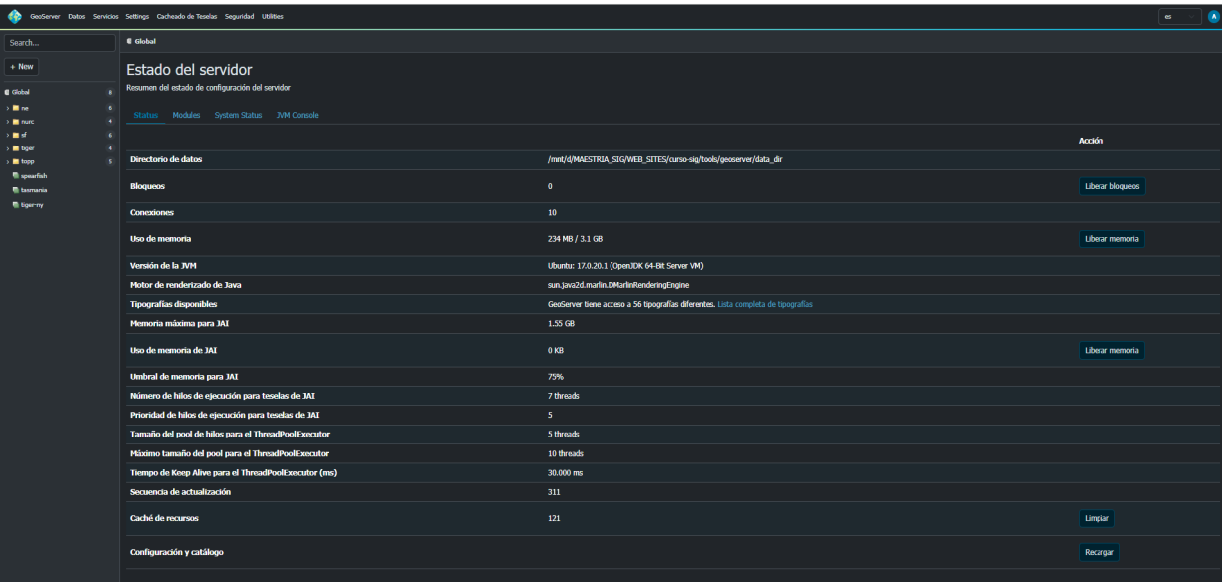 GeoServer Datos Servicios Settings Cacheado de Teselas Seguridad Utilities es A
Search...
+ New
Global 8
ne 6
nurc 4
sf 6
tiger 4
topp 5
spearfish
tasmania
tiger-ny
Global
Estado del servidor
Resumen del estado de configuración del servidor
Status Modules System Status JVM Console
Acción
Directorio de datos /mnt/d/MAESTRIA_SIG/WEB_SITES/curso-sig/tools/geoserver/data_dir
Bloqueos 0 Liberar bloqueos
Conexiones 10
Uso de memoria 234 MB / 3.1 GB Liberar memoria
Versión de la JVM Ubuntu: 17.0.20.1 (OpenJDK 64-Bit Server VM)
Motor de renderizado de Java sun.java2d.marlin.DMarlinRenderingEngine
Tipografías disponibles GeoServer tiene acceso a 56 tipografías diferentes. Lista completa de tipografías
Memoria máxima para JAI 1.55 GB
Uso de memoria de JAI 0 KB Liberar memoria
Umbral de memoria para JAI 75%
Número de hilos de ejecución para teselas de JAI 7 threads
Prioridad de hilos de ejecución para teselas de JAI 5
Tamaño del pool de hilos para el ThreadPoolExecutor 5 threads
Máximo tamaño del pool para el ThreadPoolExecutor 10 threads
Tiempo de Keep Alive para el ThreadPoolExecutor (ms) 30.000 ms
Secuencia de actualización 311
Caché de recursos 121 Limpiar
Configuración y catálogo Recargar